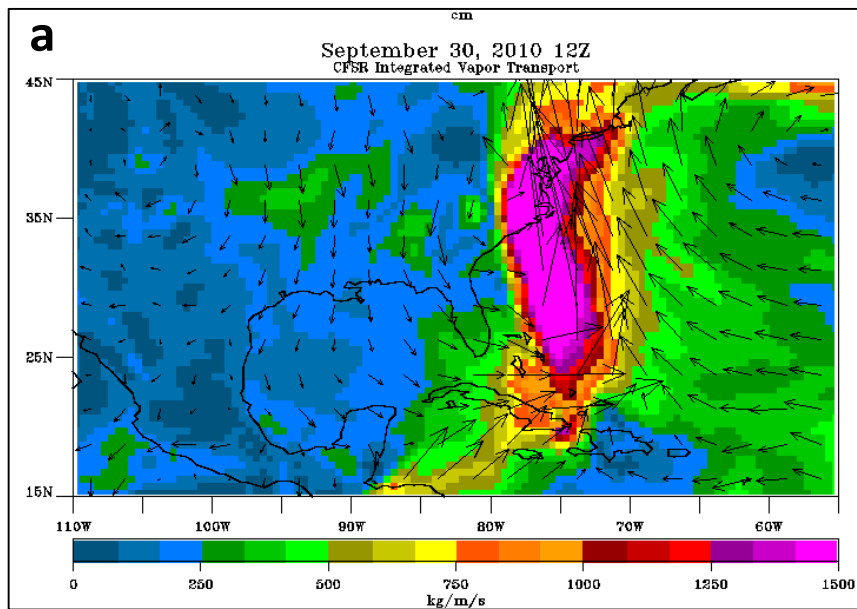 cm
a
September 30, 2010 12Z
CFSR Integrated Vapor Transport
45N
35N
25N
15N
110W 100W 90W 80W 70W 60W
0 250 500 750 1000 1250 1500
kg/m/s